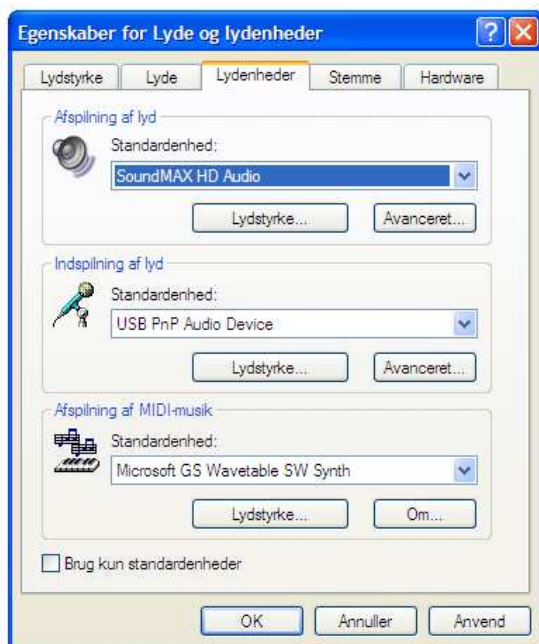 Egenskaber for Lyde og lydenheder
Lydstyrke Lyde Lydenheder Stemme Hardware
Afspilning af lyd
Standardenhed:
SoundMAX HD Audio
Lydstyrke... Avanceret...
Indspilning af lyd
Standardenhed:
USB PnP Audio Device
Lydstyrke... Avanceret...
Afspilning af MIDI-musik
Standardenhed:
Microsoft GS Wavetable SW Synth
Lydstyrke... Om...
Brug kun standardenheder
OK Annuller Anvend